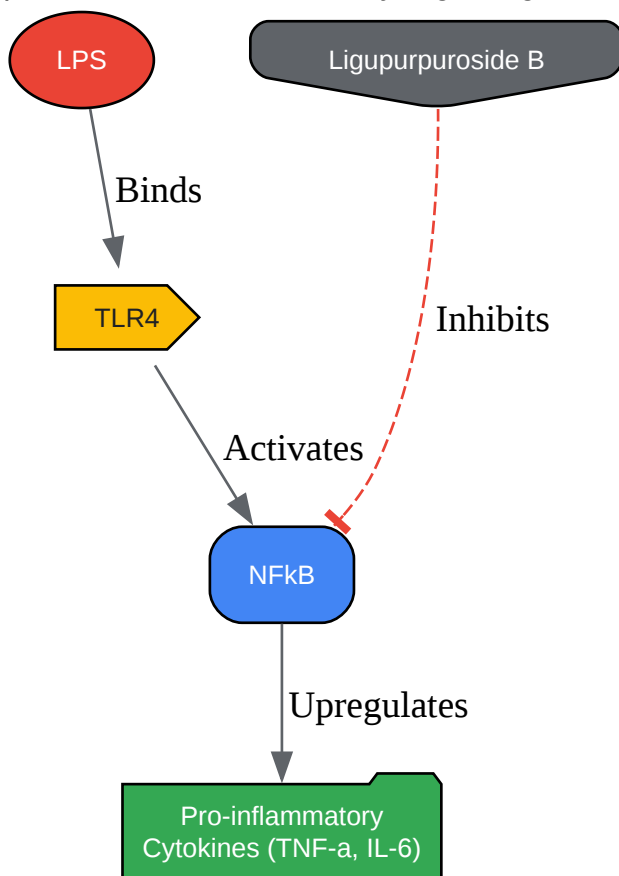 LPS
Ligupurpuroside B
Binds
TLR4
Inhibits
Activates
NFkB
Upregulates
Pro-inflammatory
Cytokines (TNF-a, IL-6)